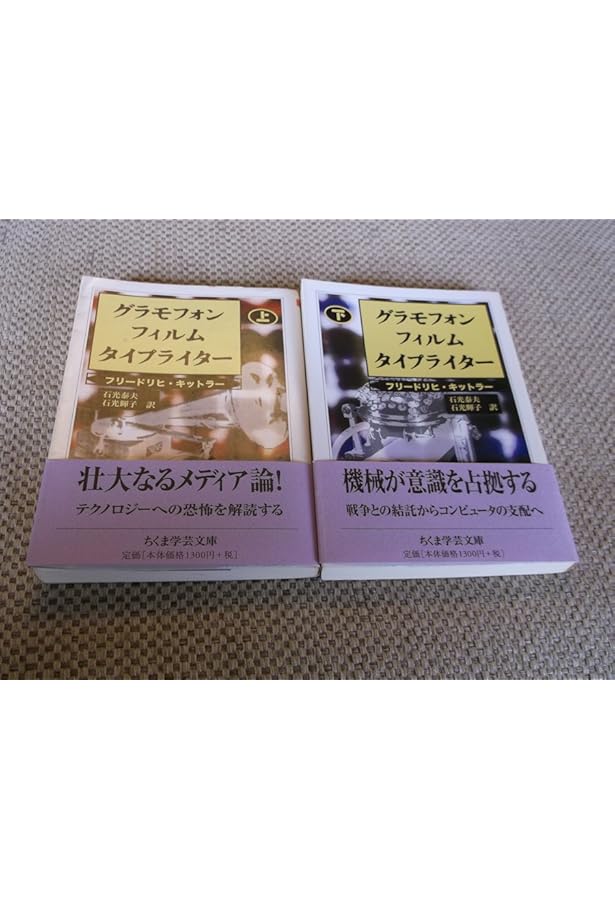 グラモフォン
フィルム
タイプライター
上
フリードリヒ・キットラー
石光泰夫
石光輝子 訳
壮大なるメディア論!
テクノロジーへの恐怖を解読する
ちくま学芸文庫
定価[本体価格1300円+税]
下
グラモフォン
フィルム
タイプライター
フリードリヒ・キットラー
石光泰夫
石光輝子 訳
機械が意識を占拠する
戦争との結託からコンピュータの支配へ
ちくま学芸文庫
定価[本体価格1300円+税]